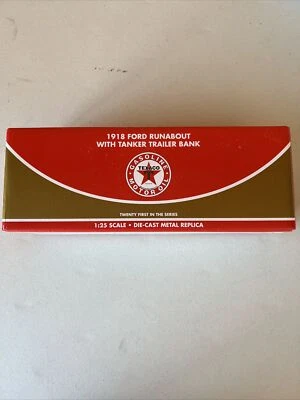 1918 FORD RUNABOUT
WITH TANKER TRAILER BANK
GASOLINE
TEXACO
MOTOR OIL
TWENTY FIRST IN THE SERIES
1:25 SCALE • DIE-CAST METAL REPLICA